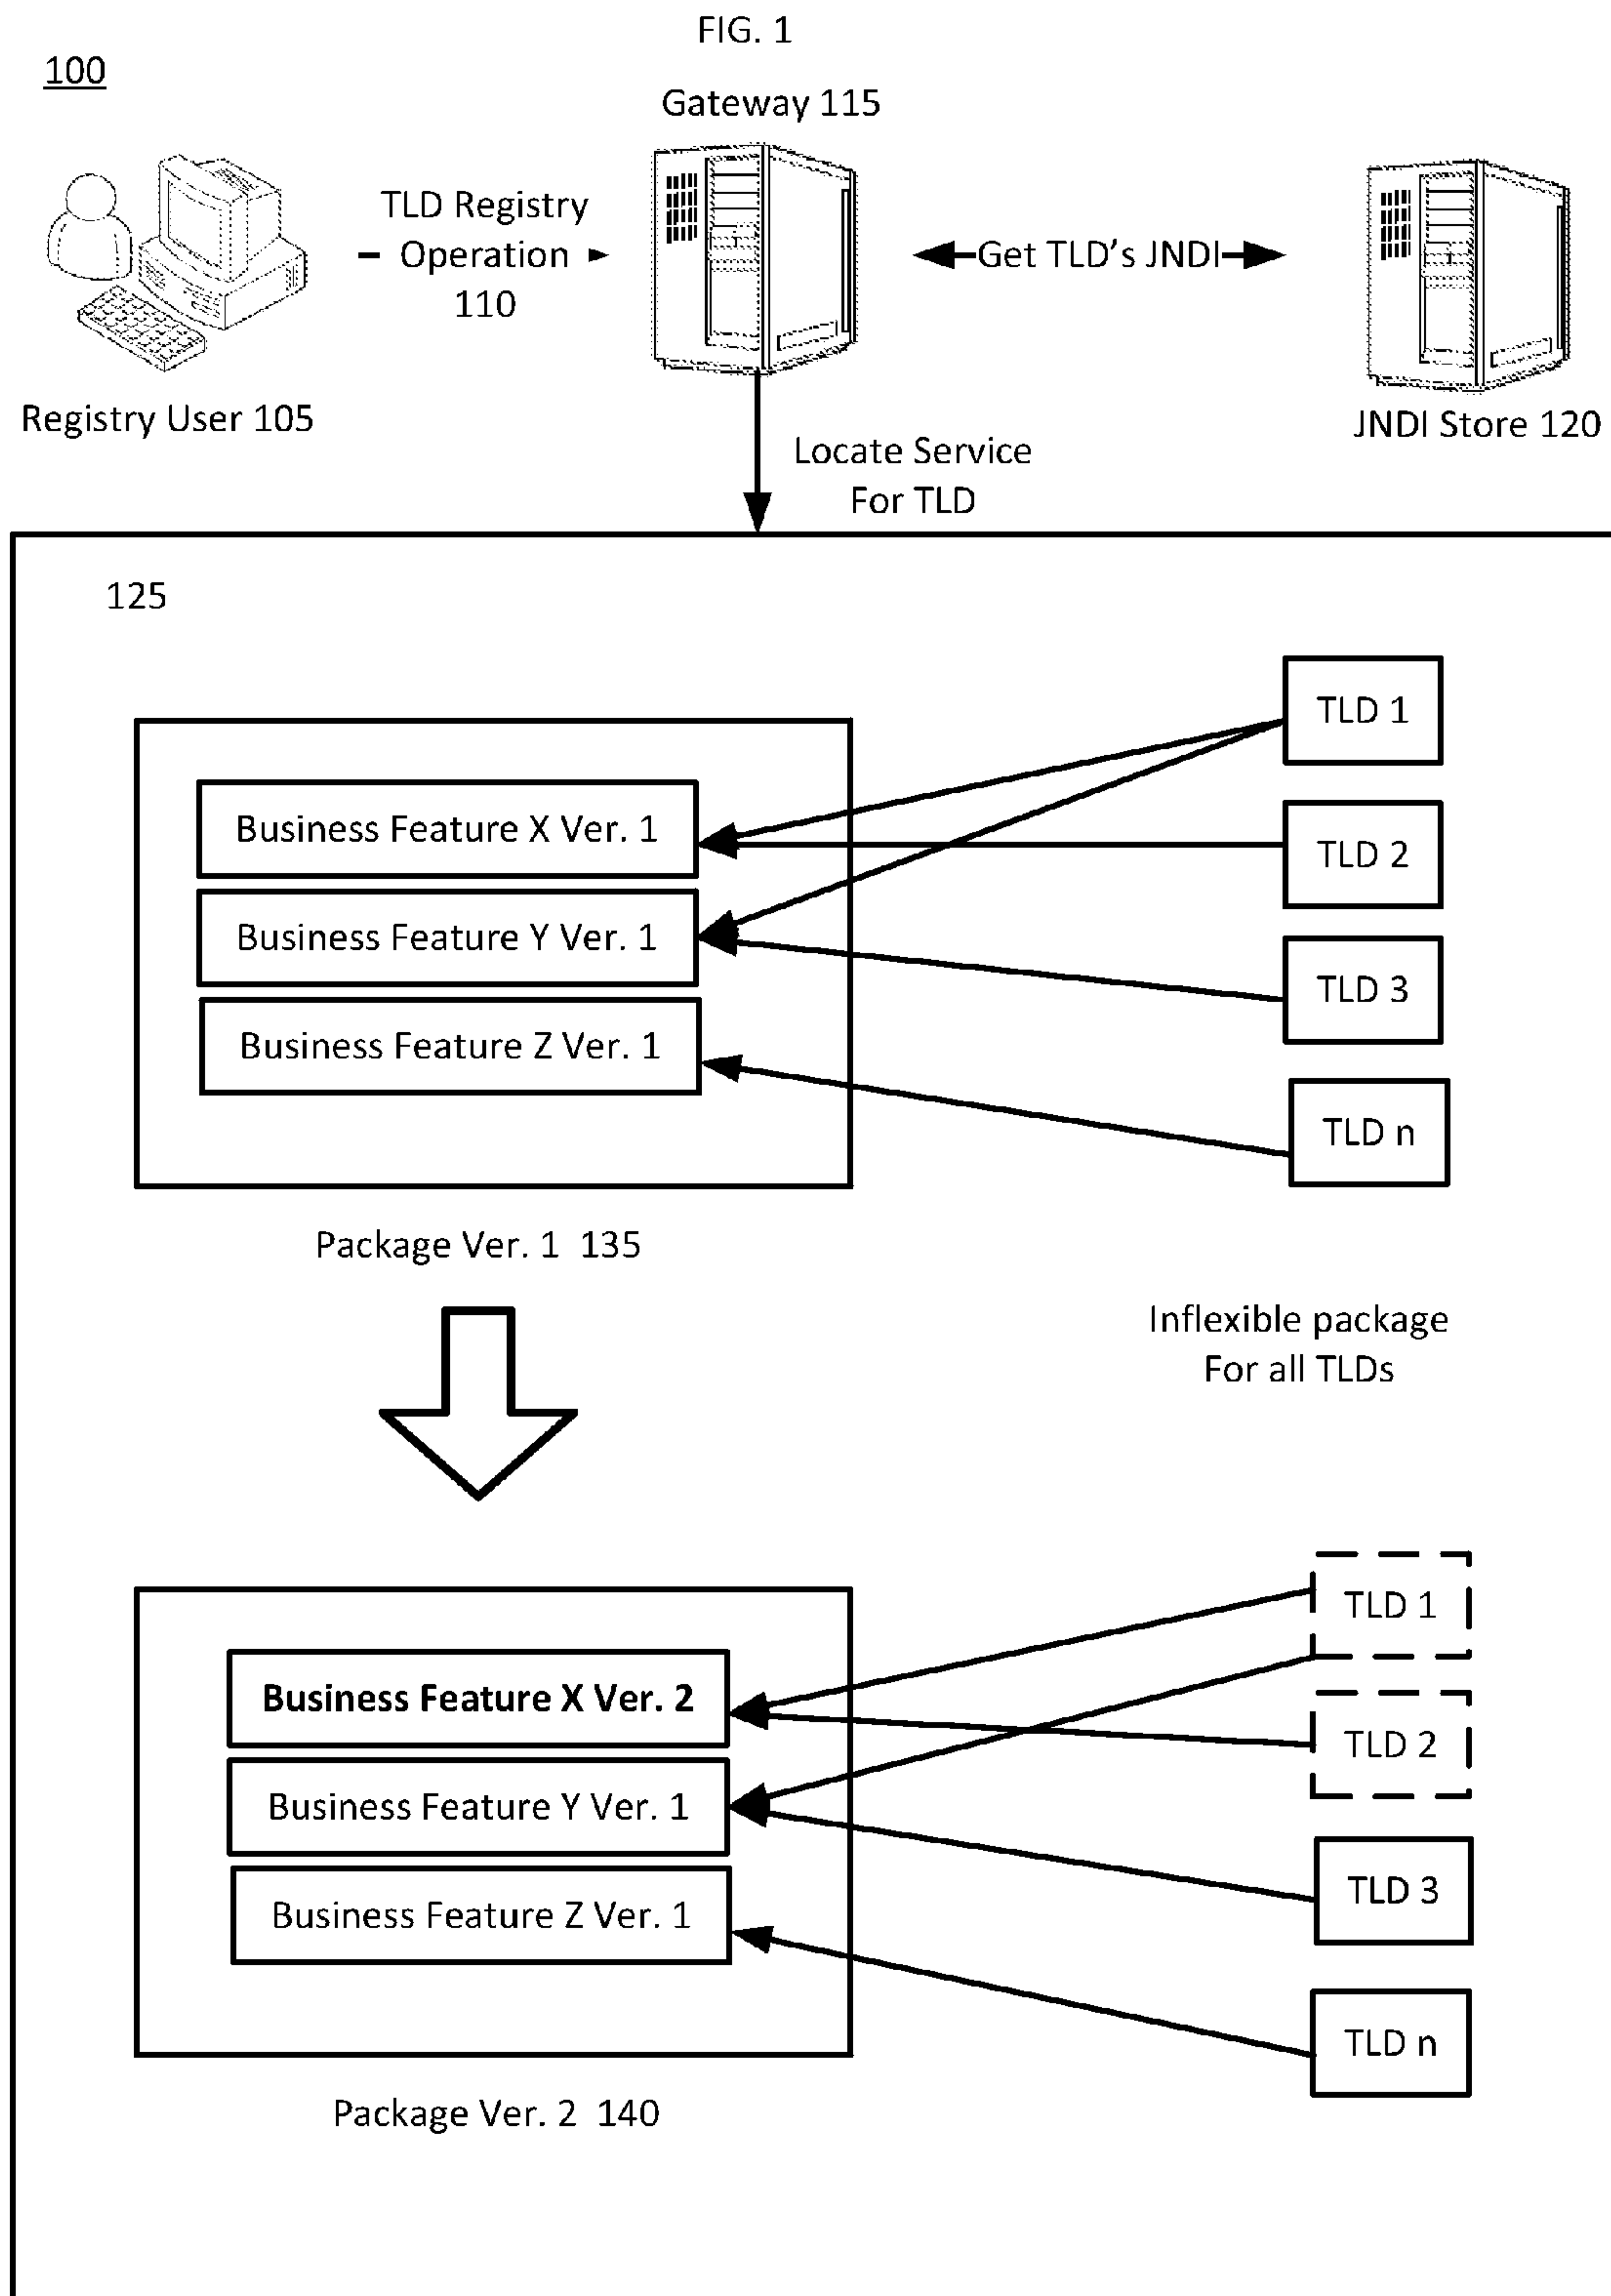 FIG. 1
100
Gateway 115
TLD Registry
Operation
110
Get TLD's JNDI
Registry User 105
JNDI Store 120
Locate Service
For TLD
125
TLD 1
Business Feature X Ver. 1
TLD 2
Business Feature Y Ver. 1
TLD 3
Business Feature Z Ver. 1
TLD n
Package Ver. 1 135
Inflexible package
For all TLDs
TLD 1
Business Feature X Ver. 2
TLD 2
Business Feature Y Ver. 1
TLD 3
Business Feature Z Ver. 1
TLD n
Package Ver. 2 140